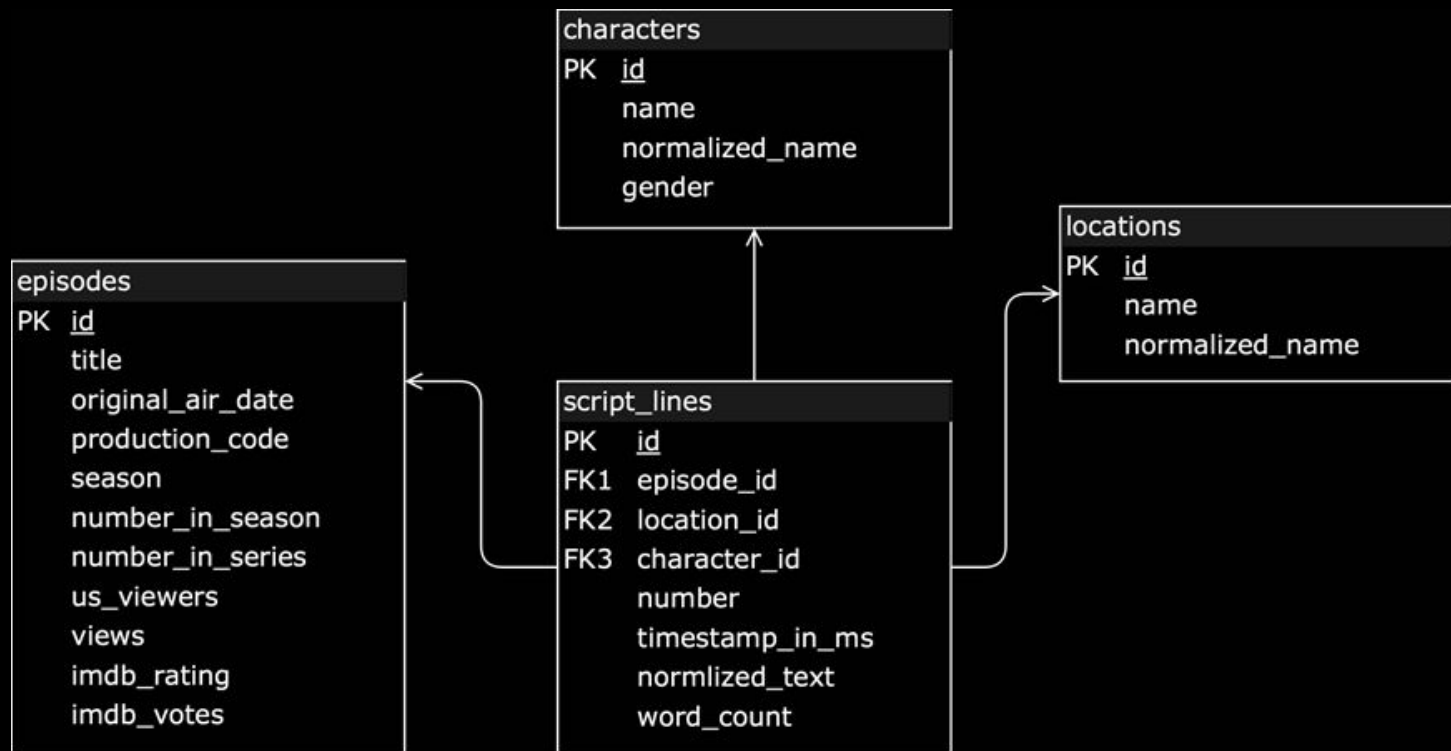 characters
PK id
name
normalized_name
gender
locations
PK id
name
normalized_name
episodes
PK id
title
original_air_date
production_code
season
number_in_season
number_in_series
us_viewers
views
imdb_rating
imdb_votes
script_lines
PK id
FK1 episode_id
FK2 location_id
FK3 character_id
number
timestamp_in_ms
normlized_text
word_count